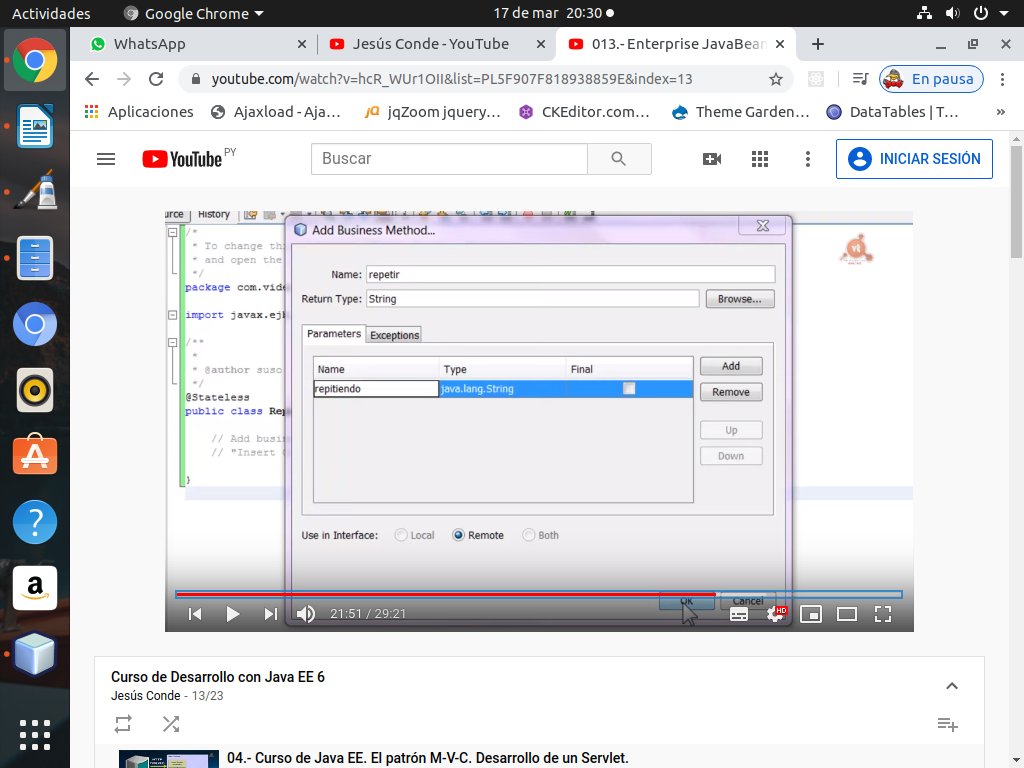 Actividades
Google Chrome
17 de mar 20:30
WhatsApp
Jesús Conde - YouTube
013.- Enterprise JavaBean
youtube.com/watch?v=hcR_WUr1OII&list=PL5F907F818938859E&index=13
En pausa
Aplicaciones
Ajaxload - Aja...
jQ
jqZoom jquery...
CKEditor.com...
Theme Garden...
DataTables | T...
»
YouTube PY
Buscar
INICIAR SESIÓN
urce
History
/*
* To change thi
* and open the
*/
package com.vide
import javax.ejb
/**
*
* @author suso
*/
@Stateless
public class Rep
// Add busin
// "Insert
}
Add Business Method...
Name: repetir
Return Type: String
Browse...
Parameters
Exceptions
Name
Type
Final
repitiendo
java.lang.String
Add
Remove
Up
Down
Use in Interface:
Local
Remote
Both
OK
Cancel
21:51 / 29:21
HD
Curso de Desarrollo con Java EE 6
Jesús Conde - 13/23
04.- Curso de Java EE. El patrón M-V-C. Desarrollo de un Servlet.